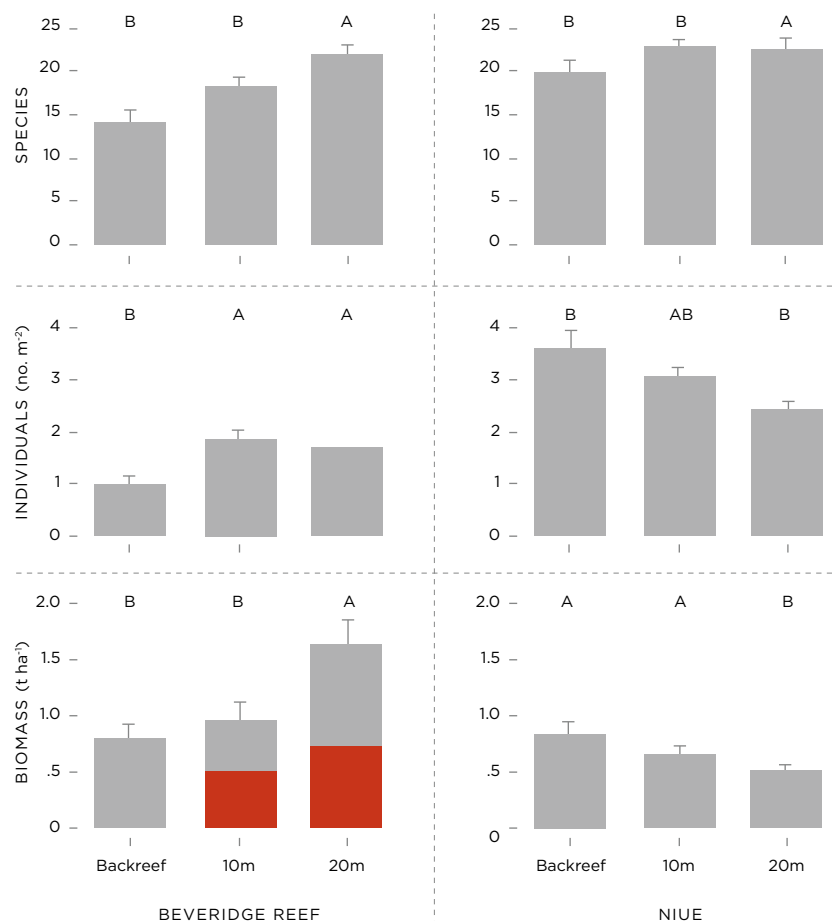 B B A
25
20
15
10
5
0
SPECIES
B B A
25
20
15
10
5
0
B A A
4
3
2
1
0
INDIVIDUALS (no. m-2)
B AB B
4
3
2
1
0
B B A
2.0
1.5
1.0
.5
0
BIOMASS (t ha-1)
A A B
2.0
1.5
1.0
.5
0
Backreef 10m 20m
Backreef 10m 20m
BEVERIDGE REEF
NIUE